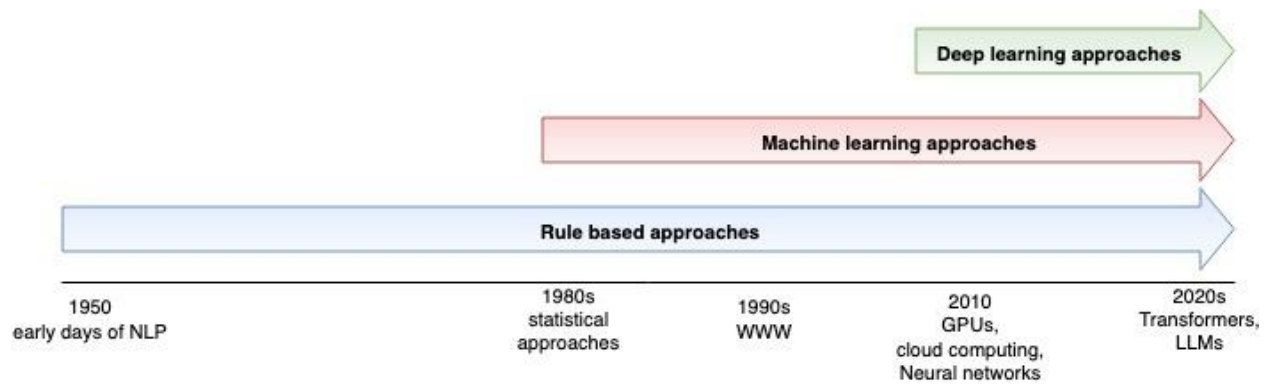 Deep learning approaches
Machine learning approaches
Rule based approaches
1950
early days of NLP
1980s
statistical
approaches
1990s
WWW
2010
GPUs,
cloud computing,
Neural networks
2020s
Transformers,
LLMs